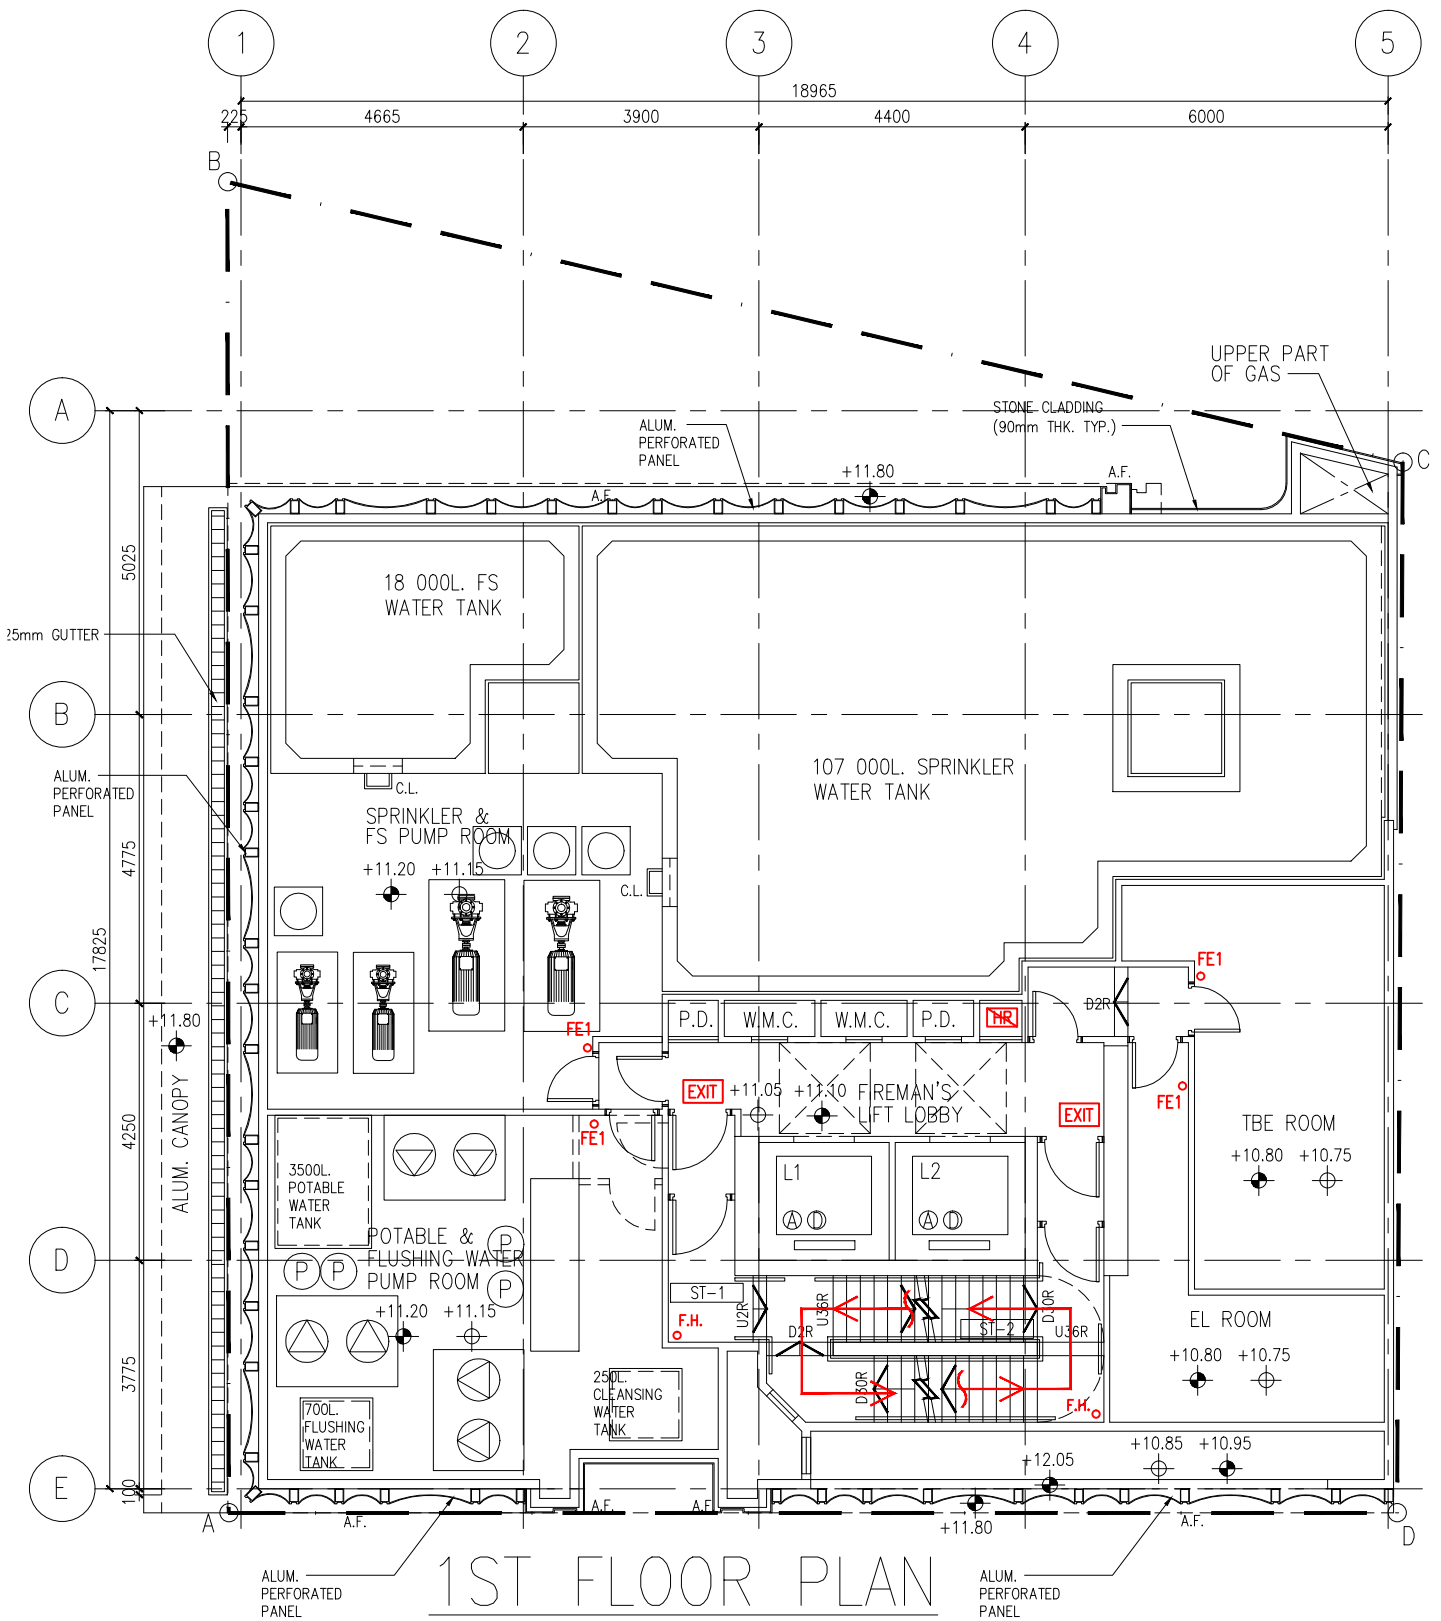 1
2
3
4
5
18965
225
4665
3900
4400
6000
B
UPPER PART
OF GAS
A
STONE CLADDING
(90mm THK. TYP.)
ALUM.
PERFORATED
PANEL
C
+11.80
A.F.
A.F.
5025
18 000L. FS
WATER TANK
25mm GUTTER
B
107 000L. SPRINKLER
WATER TANK
ALUM.
PERFORATED
PANEL
C.L.
SPRINKLER &
FS PUMP ROOM
+11.20
+11.15
C.L.
4775
17825
FE1
C
D2R
+11.80
P.D.
W.M.C.
W.M.C.
P.D.
HR
FE1
EXIT
+11.05
+11.10
FIREMAN'S
LIFT LOBBY
EXIT
FE1
FE1
TBE ROOM
+10.80
+10.75
4250
ALUM. CANOPY
3500L.
POTABLE
WATER
TANK
L1
L2
A
D
A
D
POTABLE &
FLUSHING WATER
PUMP ROOM
P
P
P
P
D
+11.20
+11.15
ST-1
U2R
U36R
D30R
F.H.
D2R
ST-2
U36R
EL ROOM
+10.80
+10.75
3775
250L.
CLEANSING
WATER
TANK
D30R
F.H.
700L.
FLUSHING
WATER
TANK
+12.05
+10.85
+10.95
E
100
A
A.F.
A.F.
A.F.
+11.80
A.F.
D
1ST FLOOR PLAN
ALUM.
PERFORATED
PANEL
ALUM.
PERFORATED
PANEL